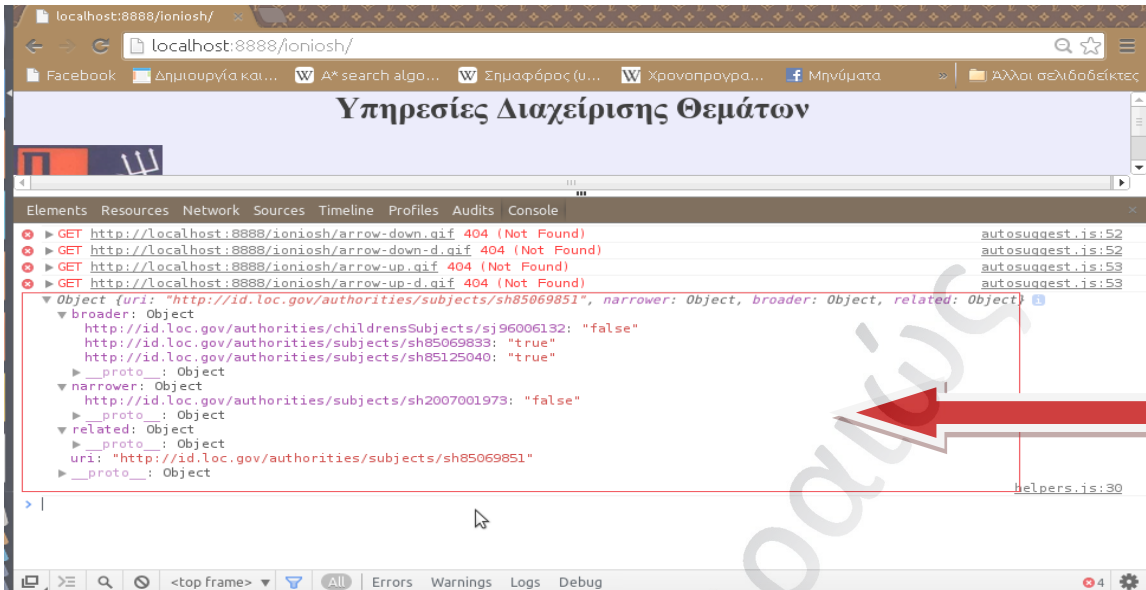 localhost:8888/ioniosh/
localhost:8888/ioniosh/
Facebook Δημιουργία και... W A* search algo... W Σημαφόρος (υ... W Χρονοπρογρα... Μηνύματα » Άλλοι σελιδοδείκτες
Υπηρεσίες Διαχείρισης Θεμάτων
Elements Resources Network Sources Timeline Profiles Audits Console
▶ GET http://localhost:8888/ioniosh/arrow-down.gif 404 (Not Found) autosuggest.js:52
▶ GET http://localhost:8888/ioniosh/arrow-down-d.gif 404 (Not Found) autosuggest.js:52
▶ GET http://localhost:8888/ioniosh/arrow-up.gif 404 (Not Found) autosuggest.js:53
▶ GET http://localhost:8888/ioniosh/arrow-up-d.gif 404 (Not Found) autosuggest.js:53
▼ Object {uri: "http://id.loc.gov/authorities/subjects/sh85069851", narrower: Object, broader: Object, related: Object}
▼ broader: Object
http://id.loc.gov/authorities/childrensSubjects/sj96006132: "false"
http://id.loc.gov/authorities/subjects/sh85069833: "true"
http://id.loc.gov/authorities/subjects/sh85125040: "true"
▶ __proto__: Object
▼ narrower: Object
http://id.loc.gov/authorities/subjects/sh2007001973: "false"
▶ __proto__: Object
▼ related: Object
▶ __proto__: Object
uri: "http://id.loc.gov/authorities/subjects/sh85069851"
▶ __proto__: Object
helpers.js:30
>
<top frame> ▼ All Errors Warnings Logs Debug 4